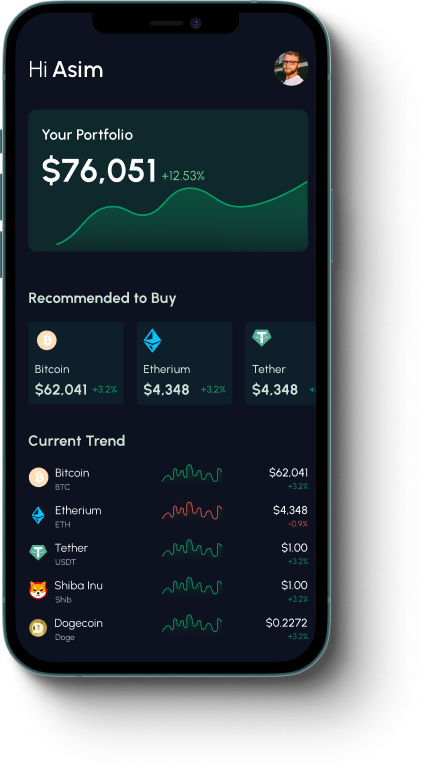 Hi Asim
Your Portfolio
$76,051 +12.53%
Recommended to Buy
Bitcoin
$62,041 +3.2%
Etherium
$4,348 +3.2%
Tether
$4,348
Current Trend
Bitcoin $62,041
BTC +3.2%
Etherium $4,348
ETH -0.9%
Tether $1.00
USDT +3.2%
Shiba Inu $1.00
Shib +3.2%
Dogecoin $0.2272
Doge +3.2%